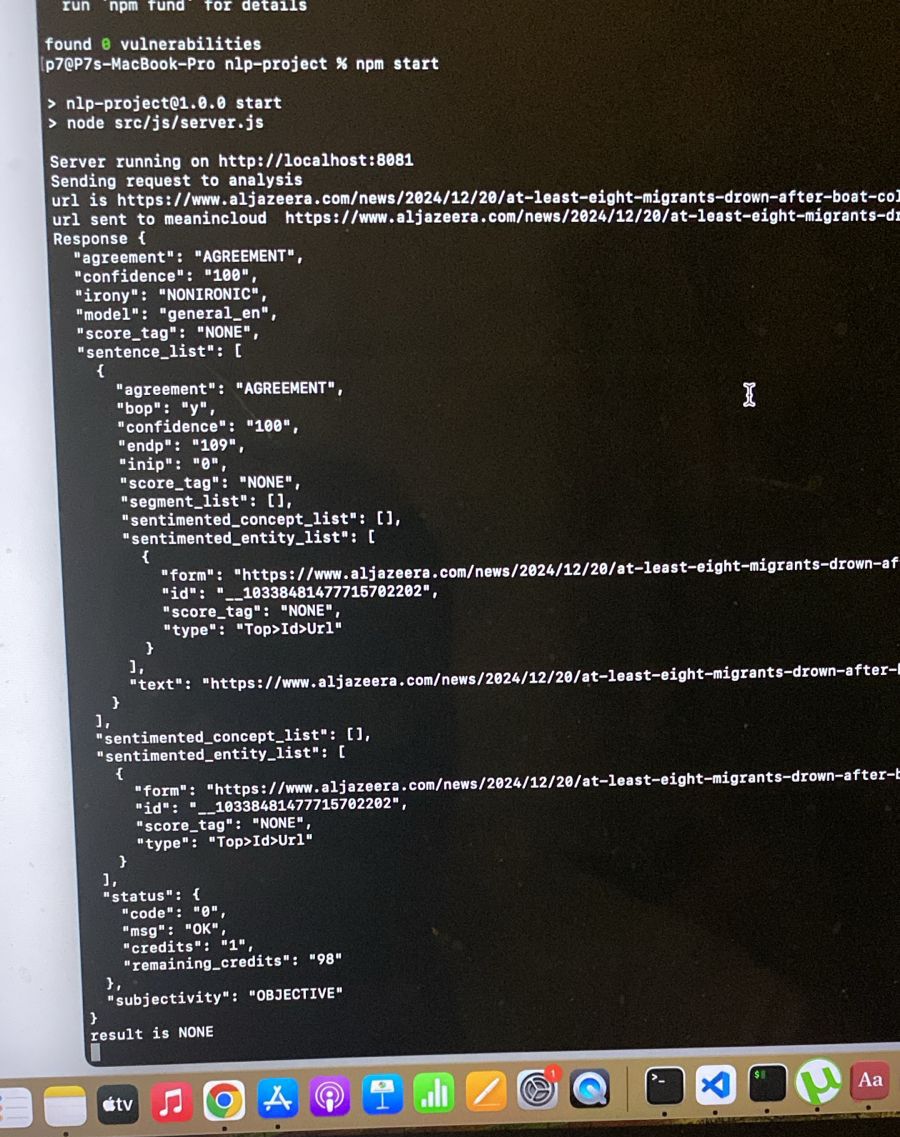 run `npm fund` for details
found 0 vulnerabilities
p7@P7s-MacBook-Pro nlp-project % npm start
> nlp-project@1.0.0 start
> node src/js/server.js
Server running on http://localhost:8081
Sending request to analysis
url is https://www.aljazeera.com/news/2024/12/20/at-least-eight-migrants-drown-after-boat-col
url sent to meanincloud  https://www.aljazeera.com/news/2024/12/20/at-least-eight-migrants-dr
Response {
"agreement": "AGREEMENT",
"confidence": "100",
"irony": "NONIRONIC",
"model": "general_en",
"score_tag": "NONE",
"sentence_list": [
{
"agreement": "AGREEMENT",
"bop": "y",
"confidence": "100",
"endp": "109",
"inip": "0",
"score_tag": "NONE",
"segment_list": [],
"sentimented_concept_list": [],
"sentimented_entity_list": [
{
"form": "https://www.aljazeera.com/news/2024/12/20/at-least-eight-migrants-drown-af
"id": "__10338481477715702202",
"score_tag": "NONE",
"type": "Top>Id>Url"
}
],
"text": "https://www.aljazeera.com/news/2024/12/20/at-least-eight-migrants-drown-after-b
}
],
"sentimented_concept_list": [],
"sentimented_entity_list": [
{
"form": "https://www.aljazeera.com/news/2024/12/20/at-least-eight-migrants-drown-after-b
"id": "__10338481477715702202",
"score_tag": "NONE",
"type": "Top>Id>Url"
}
],
"status": {
"code": "0",
"msg": "OK",
"credits": "1",
"remaining_credits": "98"
},
"subjectivity": "OBJECTIVE"
}
result is NONE
tv
1
>-
$
Aa